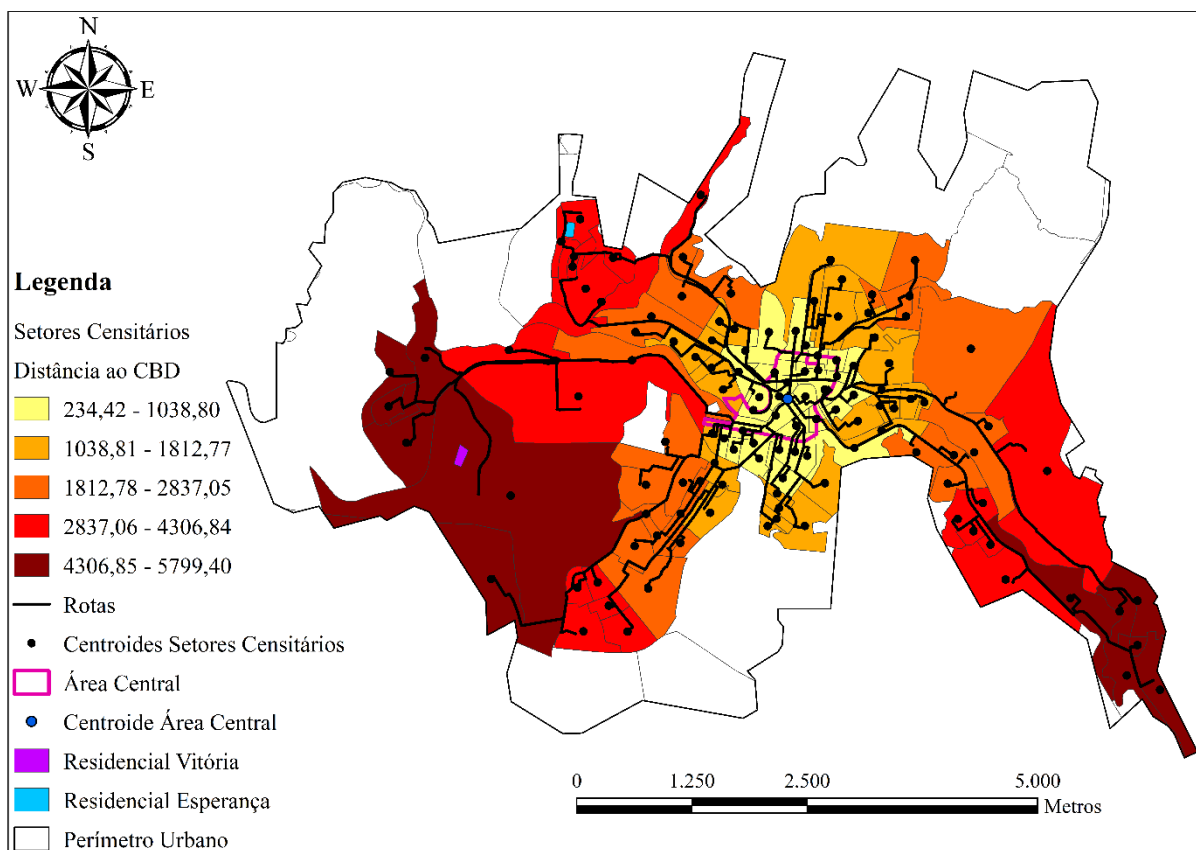 N
W
E
S
Legenda
Setores Censitários
Distância ao CBD
234,42 - 1038,80
1038,81 - 1812,77
1812,78 - 2837,05
2837,06 - 4306,84
4306,85 - 5799,40
Rotas
Centroides Setores Censitários
Área Central
Centroide Área Central
Residencial Vitória
Residencial Esperança
Perímetro Urbano
0 1.250 2.500 5.000
Metros